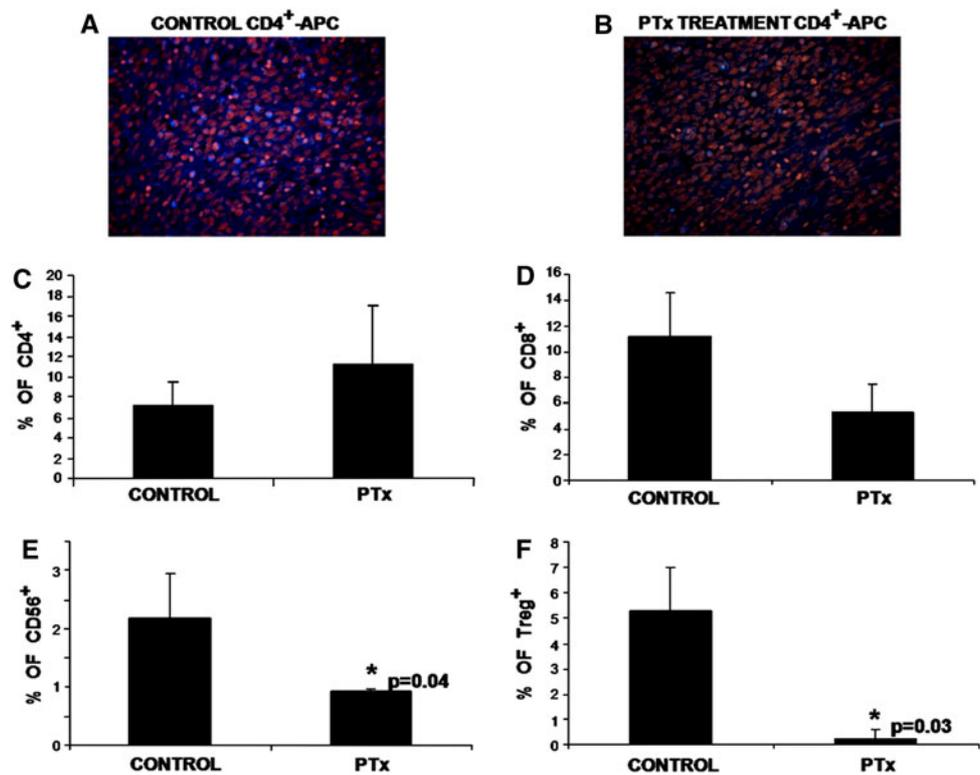 A
CONTROL CD4⁺-APC
B
PTx TREATMENT CD4⁺-APC
C
% OF CD4⁺
20
18
16
14
12
10
8
6
4
2
0
CONTROL
PTx
D
% OF CD8⁺
16
14
12
10
8
6
4
2
0
CONTROL
PTx
E
% OF CD56⁺
3
2
1
0
*
p=0.04
CONTROL
PTx
F
% OF Treg⁺
8
7
6
5
4
3
2
1
0
*
p=0.03
CONTROL
PTx